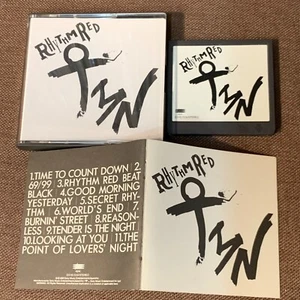 RHYTHM RED
TMN
RHYTHM RED
TMN
1.TIME TO COUNT DOWN 2.
69/99 3.RHYTHM RED BEAT
BLACK 4.GOOD MORNING
YESTERDAY 5.SECRET RHY-
THM 6.WORLD'S END 7.
BURNIN' STREET 8.REASON-
LESS 9.TENDER IS THE NIGHT
10.LOOKING AT YOU 11.THE
POINT OF LOVERS' NIGHT
RHYTHM RED
TMN